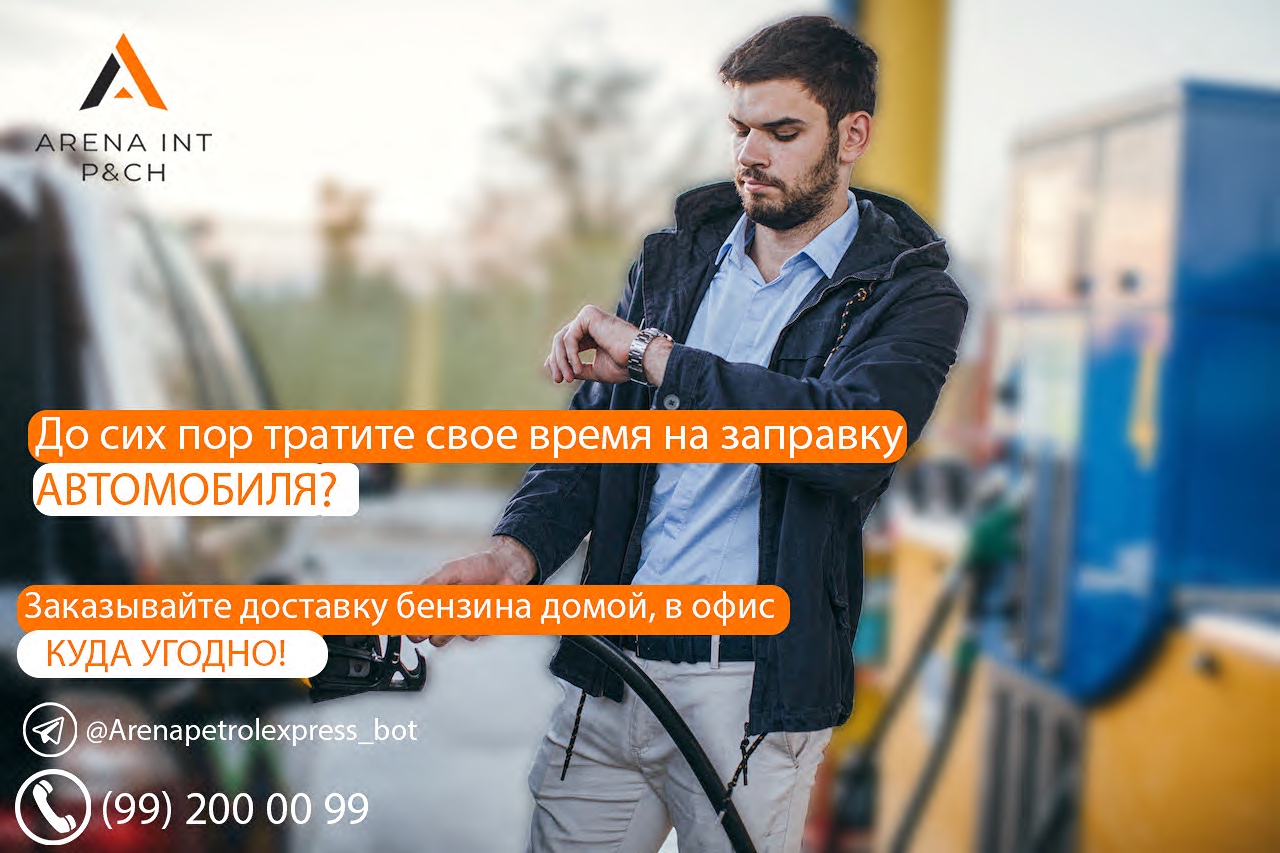 ARENA INT
P&CH
До сих пор тратите свое время на заправку
АВТОМОБИЛЯ?
Заказывайте доставку бензина домой, в офис
КУДА УГОДНО!
@Arenapetrolexpress_bot
(99) 200 00 99